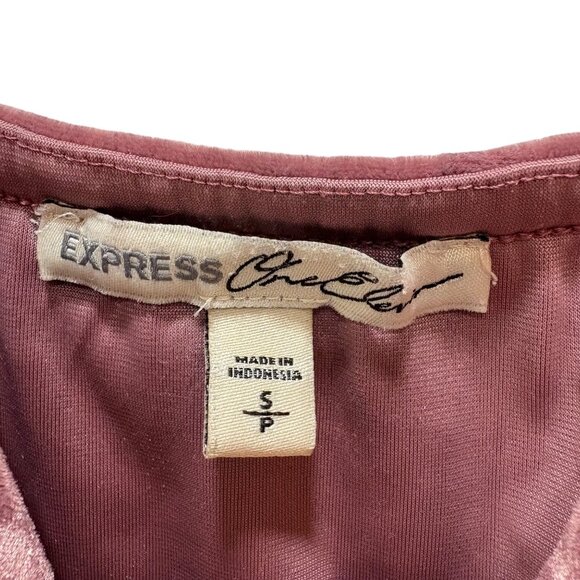 EXPRESS One Eleven
MADE IN
INDONESIA
S
P